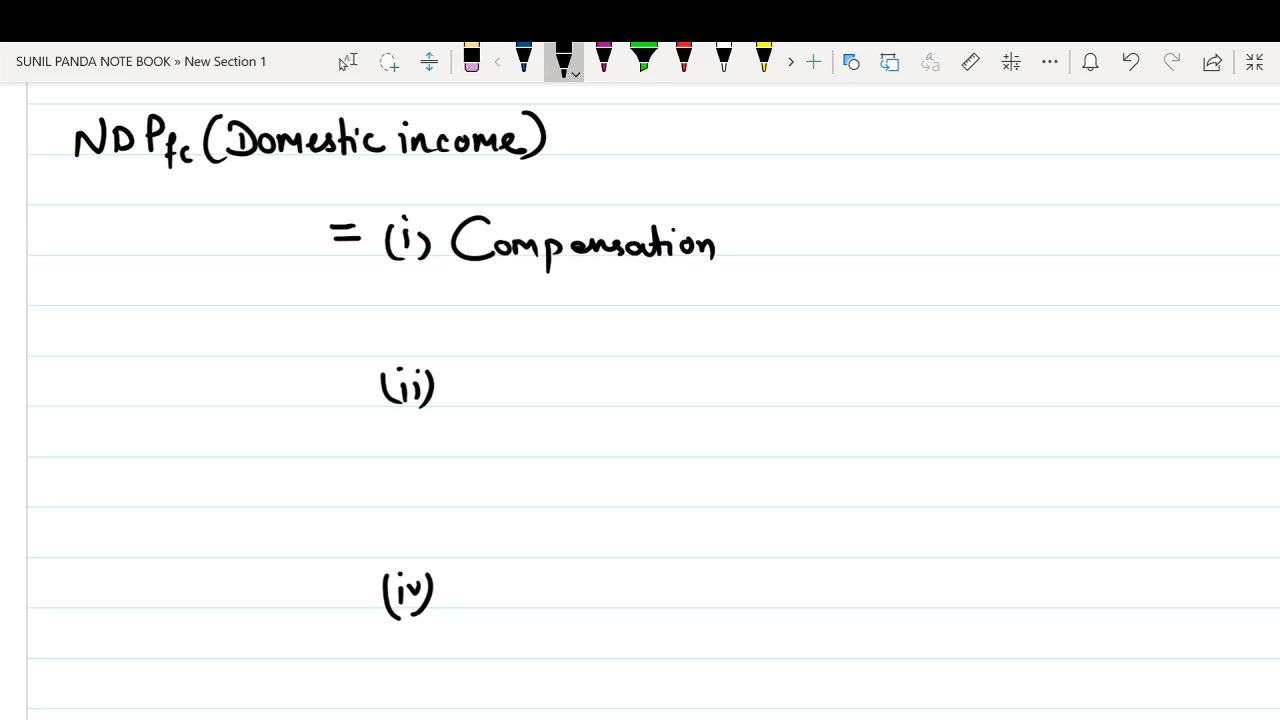 SUNIL PANDA NOTE BOOK » New Section 1
NDPfc (Domestic income)
= (i) Compensation
(ii)
(iv)